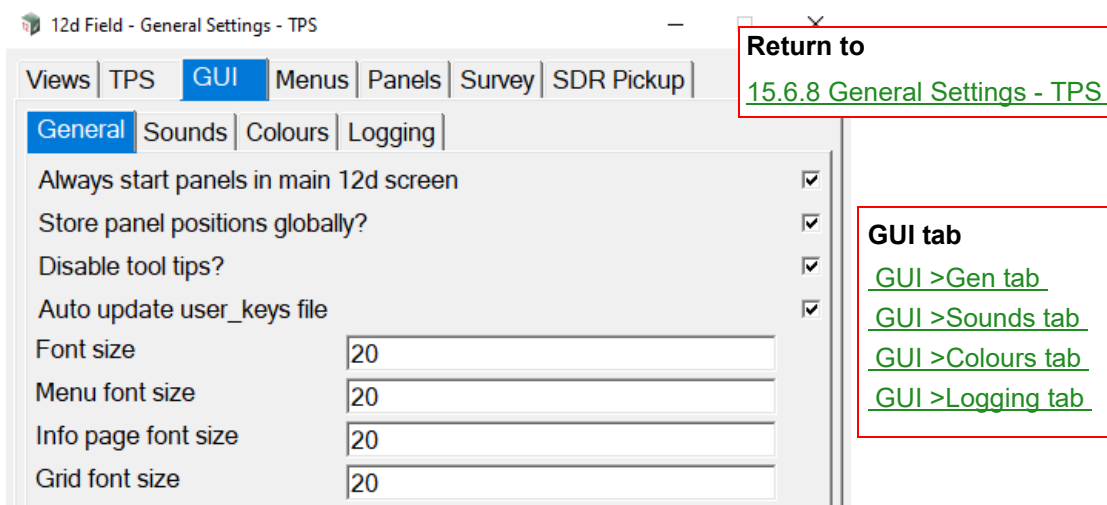 12d Field - General Settings - TPS
Return to
15.6.8 General Settings - TPS
Views TPS GUI Menus Panels Survey SDR Pickup
General Sounds Colours Logging
Always start panels in main 12d screen
Store panel positions globally?
Disable tool tips?
Auto update user_keys file
Font size 20
Menu font size 20
Info page font size 20
Grid font size 20
GUI tab
GUI >Gen tab
GUI >Sounds tab
GUI >Colours tab
GUI >Logging tab